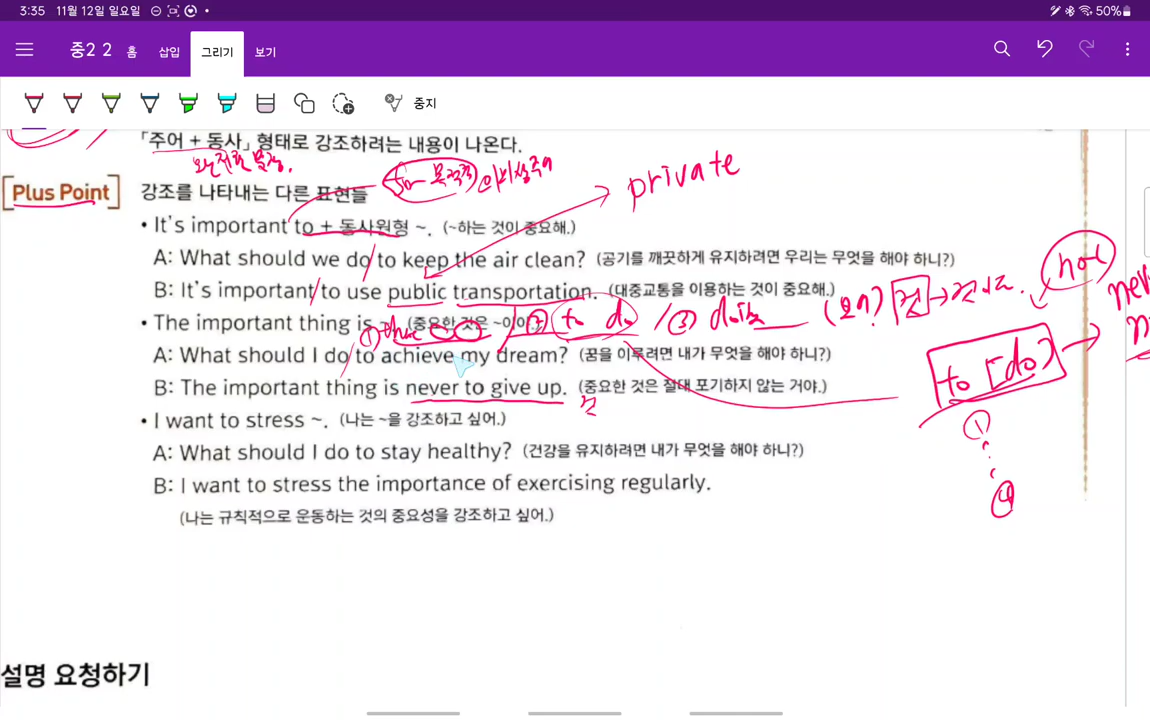 3:35 11월 12일 일요일 50%
중2 2 홈 삽입 그리기 보기
중지
「주어 + 동사」 형태로 강조하려는 내용이 나온다.
Plus Point 강조를 나타내는 다른 표현들
private
• It's important to + 동사원형 ~. (~하는 것이 중요해.)
A: What should we do to keep the air clean? (공기를 깨끗하게 유지하려면 우리는 무엇을 해야 하니?)
not
B: It's important to use public transportation. (대중교통을 이용하는 것이 중요해.)
• The important thing is ~. (중요한 것은 ~이야.)
① that ② to do / ③ doing
A: What should I do to achieve my dream? (꿈을 이루려면 내가 무엇을 해야 하니?)
to [do]
B: The important thing is never to give up. (중요한 것은 절대 포기하지 않는 거야.)
• I want to stress ~. (나는 ~을 강조하고 싶어.)
①
A: What should I do to stay healthy? (건강을 유지하려면 내가 무엇을 해야 하니?)
B: I want to stress the importance of exercising regularly.
④
(나는 규칙적으로 운동하는 것의 중요성을 강조하고 싶어.)
설명 요청하기